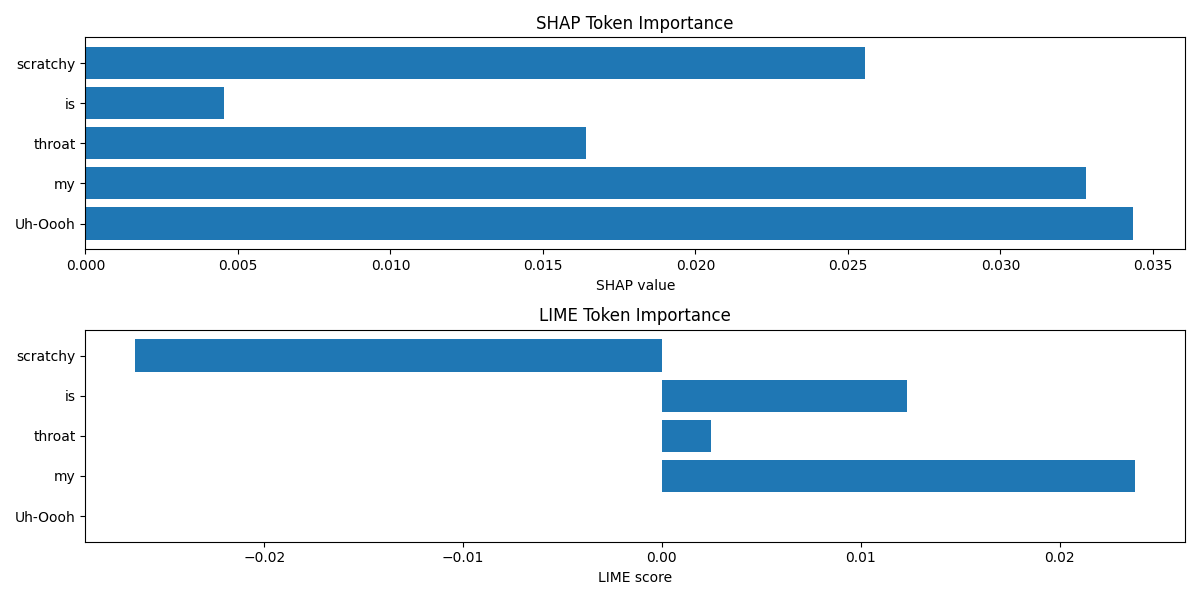 SHAP Token Importance
scratchy
is
throat
my
Uh-Oooh
0.000 0.005 0.010 0.015 0.020 0.025 0.030 0.035
SHAP value
LIME Token Importance
scratchy
is
throat
my
Uh-Oooh
−0.02 −0.01 0.00 0.01 0.02
LIME score